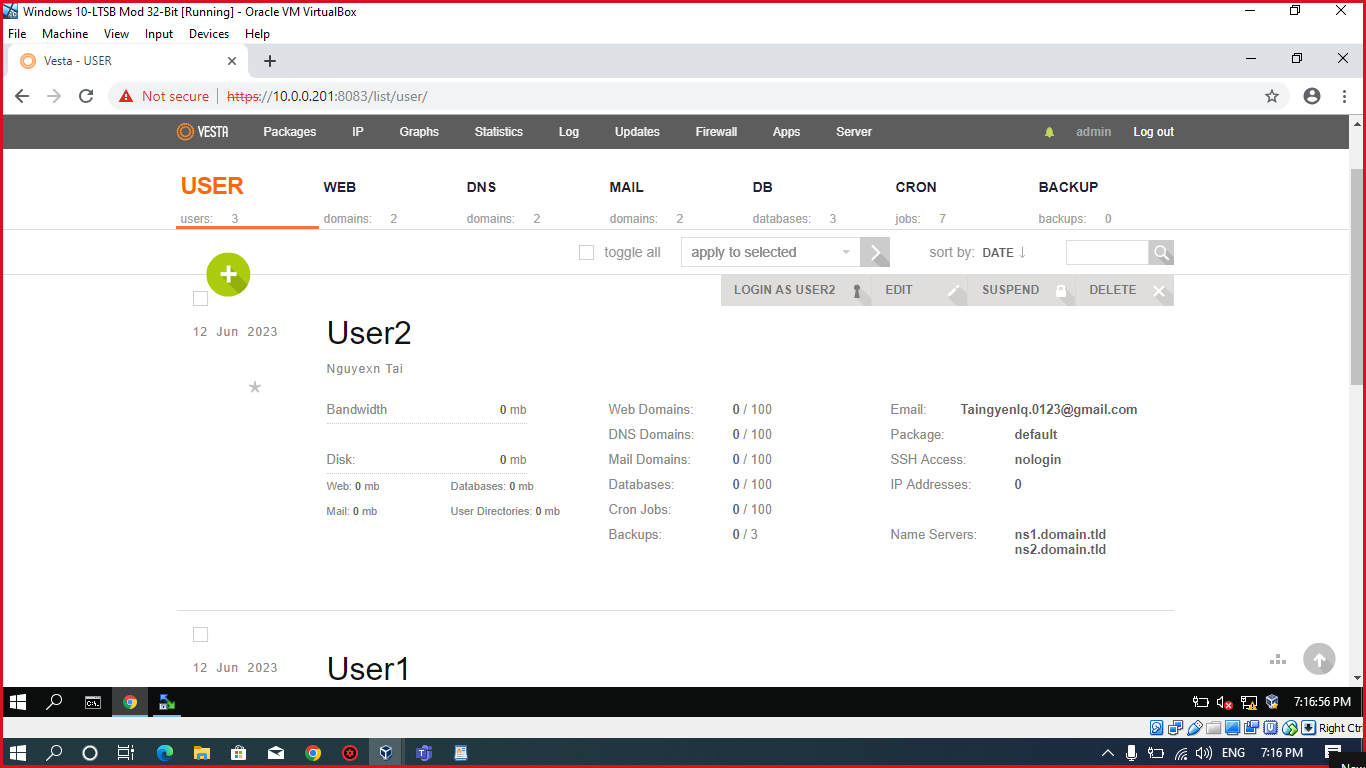 Windows 10-LTSB Mod 32-Bit [Running] - Oracle VM VirtualBox
File Machine View Input Devices Help
Vesta - USER
Not secure https://10.0.0.201:8083/list/user/
VESTA Packages IP Graphs Statistics Log Updates Firewall Apps Server admin Log out
USER WEB DNS MAIL DB CRON BACKUP
users: 3 domains: 2 domains: 2 domains: 2 databases: 3 jobs: 7 backups: 0
toggle all apply to selected sort by: DATE ↓
LOGIN AS USER2 EDIT SUSPEND DELETE
12 Jun 2023 User2
Nguyexn Tai
Bandwidth 0 mb Web Domains: 0 / 100 Email: Taingyenlq.0123@gmail.com
DNS Domains: 0 / 100 Package: default
Disk: 0 mb Mail Domains: 0 / 100 SSH Access: nologin
Web: 0 mb Databases: 0 mb Databases: 0 / 100 IP Addresses: 0
Mail: 0 mb User Directories: 0 mb Cron Jobs: 0 / 100
Backups: 0 / 3 Name Servers: ns1.domain.tld
ns2.domain.tld
12 Jun 2023 User1
7:16:56 PM
Right Ctrl
ENG 7:16 PM